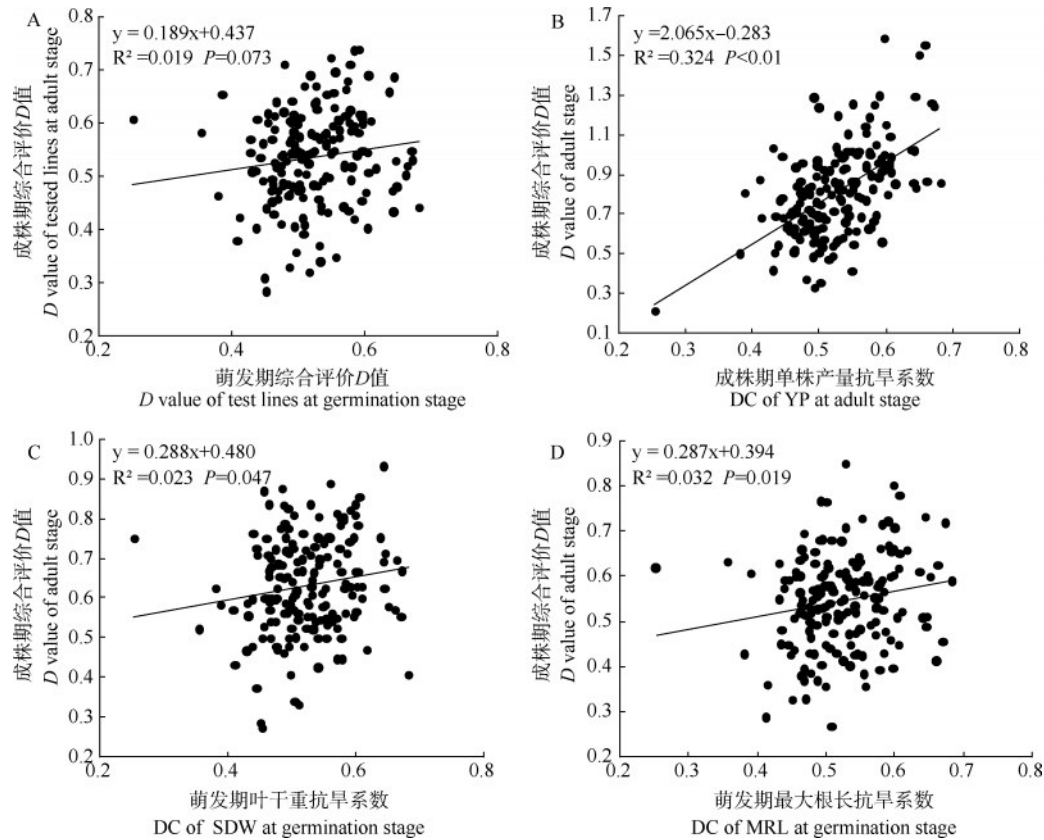 A
y = 0.189x+0.437
R² =0.019 P=0.073
成株期综合评价D值
D value of tested lines at adult stage
0.8
0.7
0.6
0.5
0.4
0.3
0.2
0.2 0.4 0.6 0.8
萌发期综合评价D值
D value of test lines at germination stage
B
y =2.065x−0.283
R² =0.324 P<0.01
成株期综合评价D值
D value of adult stage
1.7
1.5
1.3
1.1
0.9
0.7
0.5
0.3
0.1
0.2 0.3 0.4 0.5 0.6 0.7 0.8
成株期单株产量抗旱系数
DC of YP at adult stage
C
y = 0.288x+0.480
R² =0.023 P=0.047
成株期综合评价D值
D value of adult stage
1.0
0.9
0.8
0.7
0.6
0.5
0.4
0.3
0.2
0.2 0.4 0.6 0.8
萌发期叶干重抗旱系数
DC of SDW at germination stage
D
y = 0.287x+0.394
R² =0.032 P=0.019
成株期综合评价D值
D value of adult stage
0.9
0.8
0.7
0.6
0.5
0.4
0.3
0.2
0.2 0.3 0.4 0.5 0.6 0.7 0.8
萌发期最大根长抗旱系数
DC of MRL at germination stage